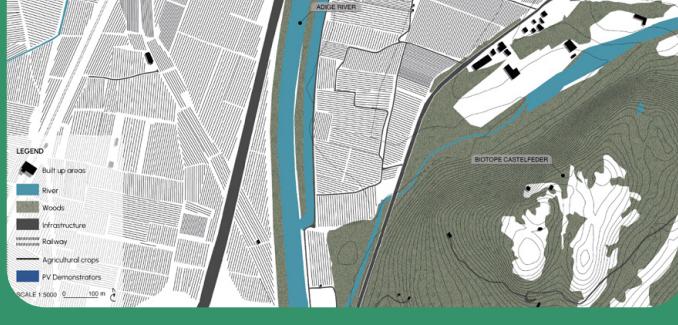 ADIGE RIVER
BIOTOPE CASTELFEDER
LEGEND
Built up areas
River
Woods
Infrastructure
Railway
Agricultural crops
PV Demonstrators
SCALE 1:5000 0 100 m